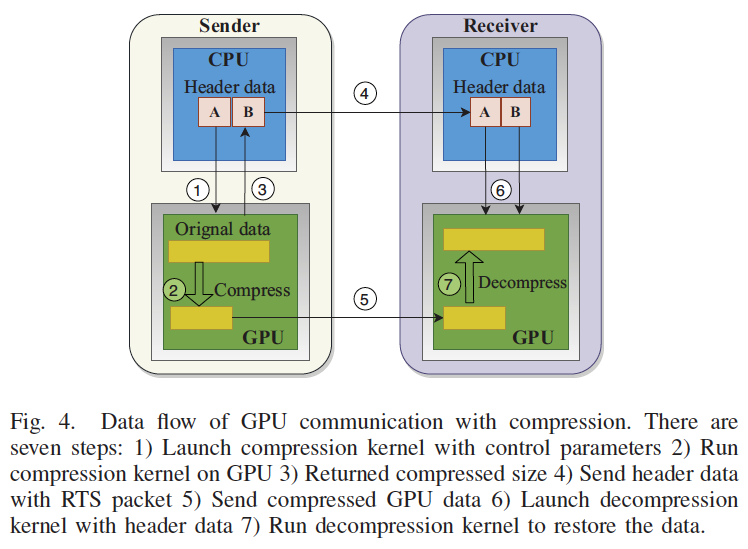 Sender
Receiver
CPU
CPU
Header data
Header data
A B
4
A B
1
3
6
Orignal data
2
Compress
5
7
Decompress
GPU
GPU
Fig. 4. Data flow of GPU communication with compression. There are
seven steps: 1) Launch compression kernel with control parameters 2) Run
compression kernel on GPU 3) Returned compressed size 4) Send header data
with RTS packet 5) Send compressed GPU data 6) Launch decompression
kernel with header data 7) Run decompression kernel to restore the data.